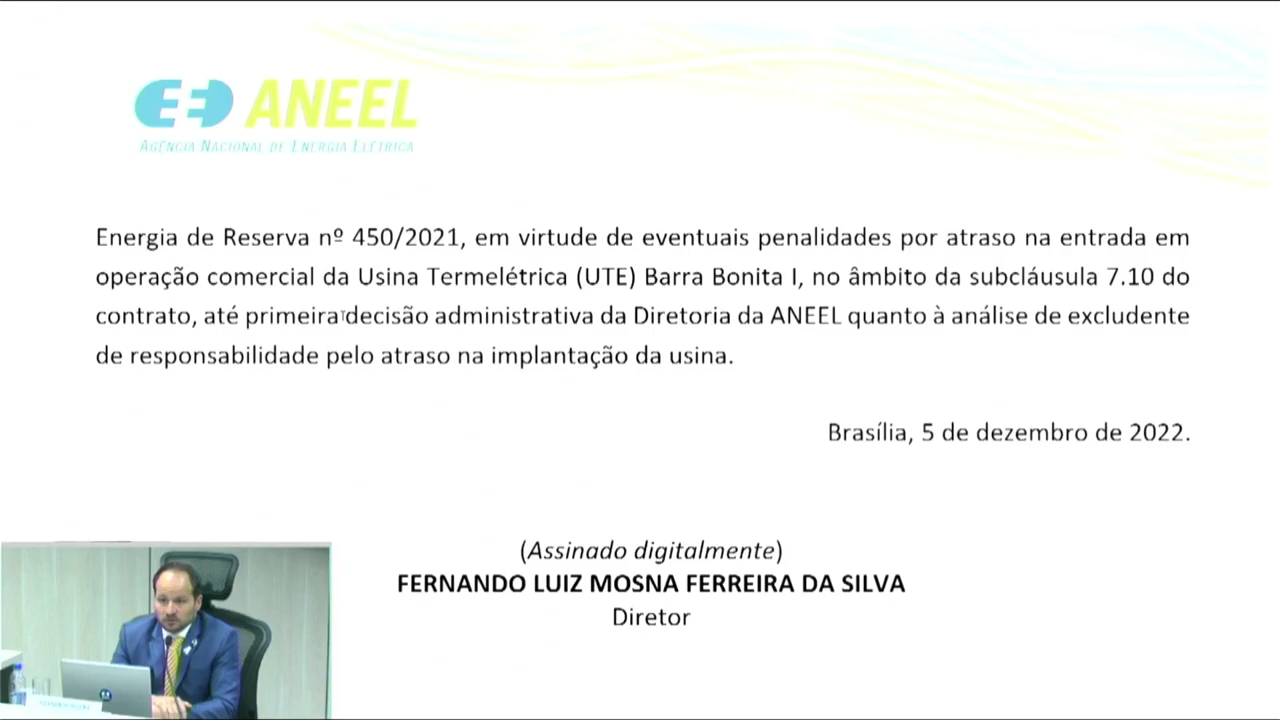 ANEEL
AGÊNCIA NACIONAL DE ENERGIA ELÉTRICA
Energia de Reserva nº 450/2021, em virtude de eventuais penalidades por atraso na entrada em
operação comercial da Usina Termelétrica (UTE) Barra Bonita I, no âmbito da subcláusula 7.10 do
contrato, até primeira decisão administrativa da Diretoria da ANEEL quanto à análise de excludente
de responsabilidade pelo atraso na implantação da usina.
Brasília, 5 de dezembro de 2022.
(Assinado digitalmente)
FERNANDO LUIZ MOSNA FERREIRA DA SILVA
Diretor